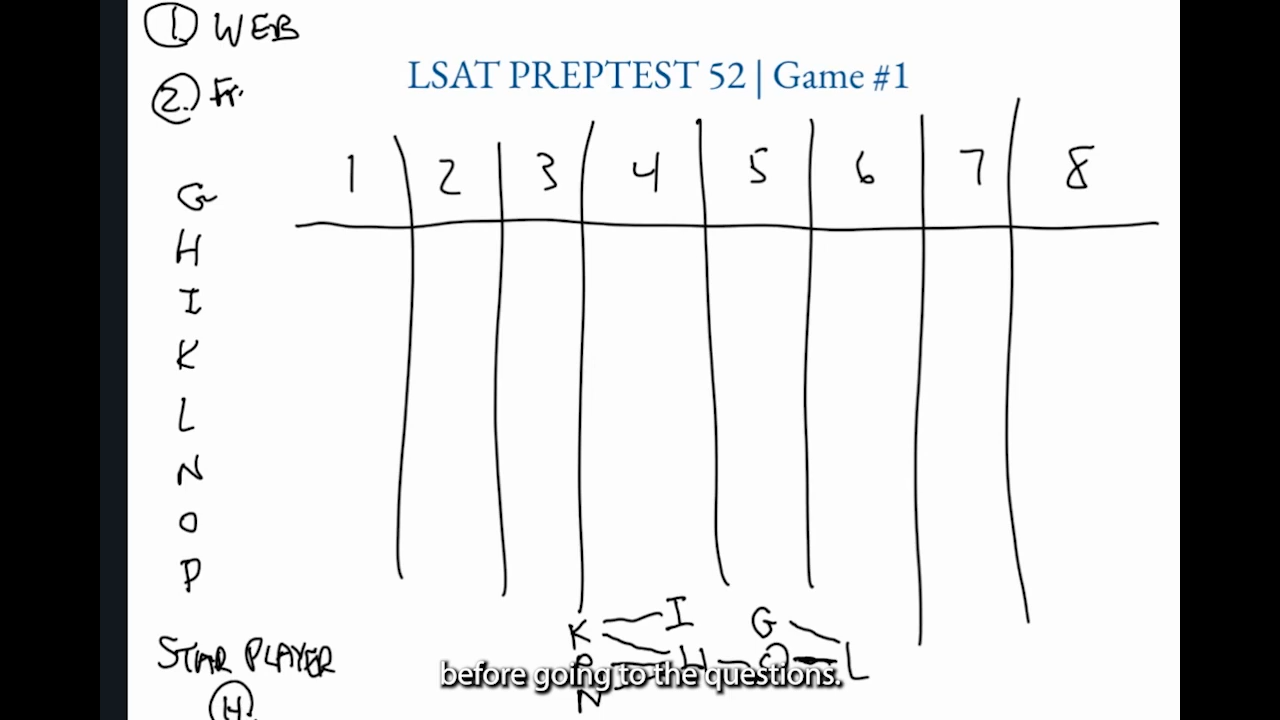 1. WEB
LSAT PREPTEST 52 | Game #1
2.
1 2 3 4 5 6 7 8
G
H
I
K
L
N
O
P
K I G
P H O L
N
STAR PLAYER
H
before going to the questions.